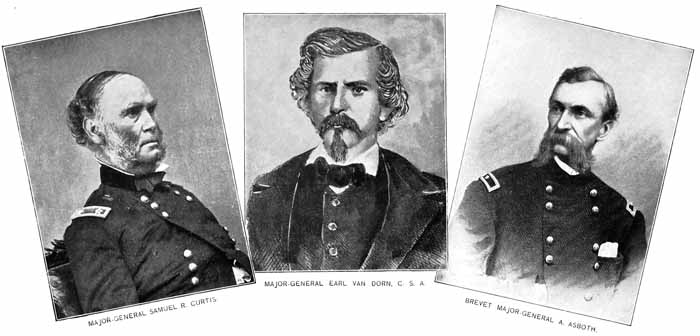 MAJOR-GENERAL SAMUEL R. CURTIS.
MAJOR-GENERAL EARL VAN DORN, C. S. A.
BREVET MAJOR-GENERAL A. ASBOTH.